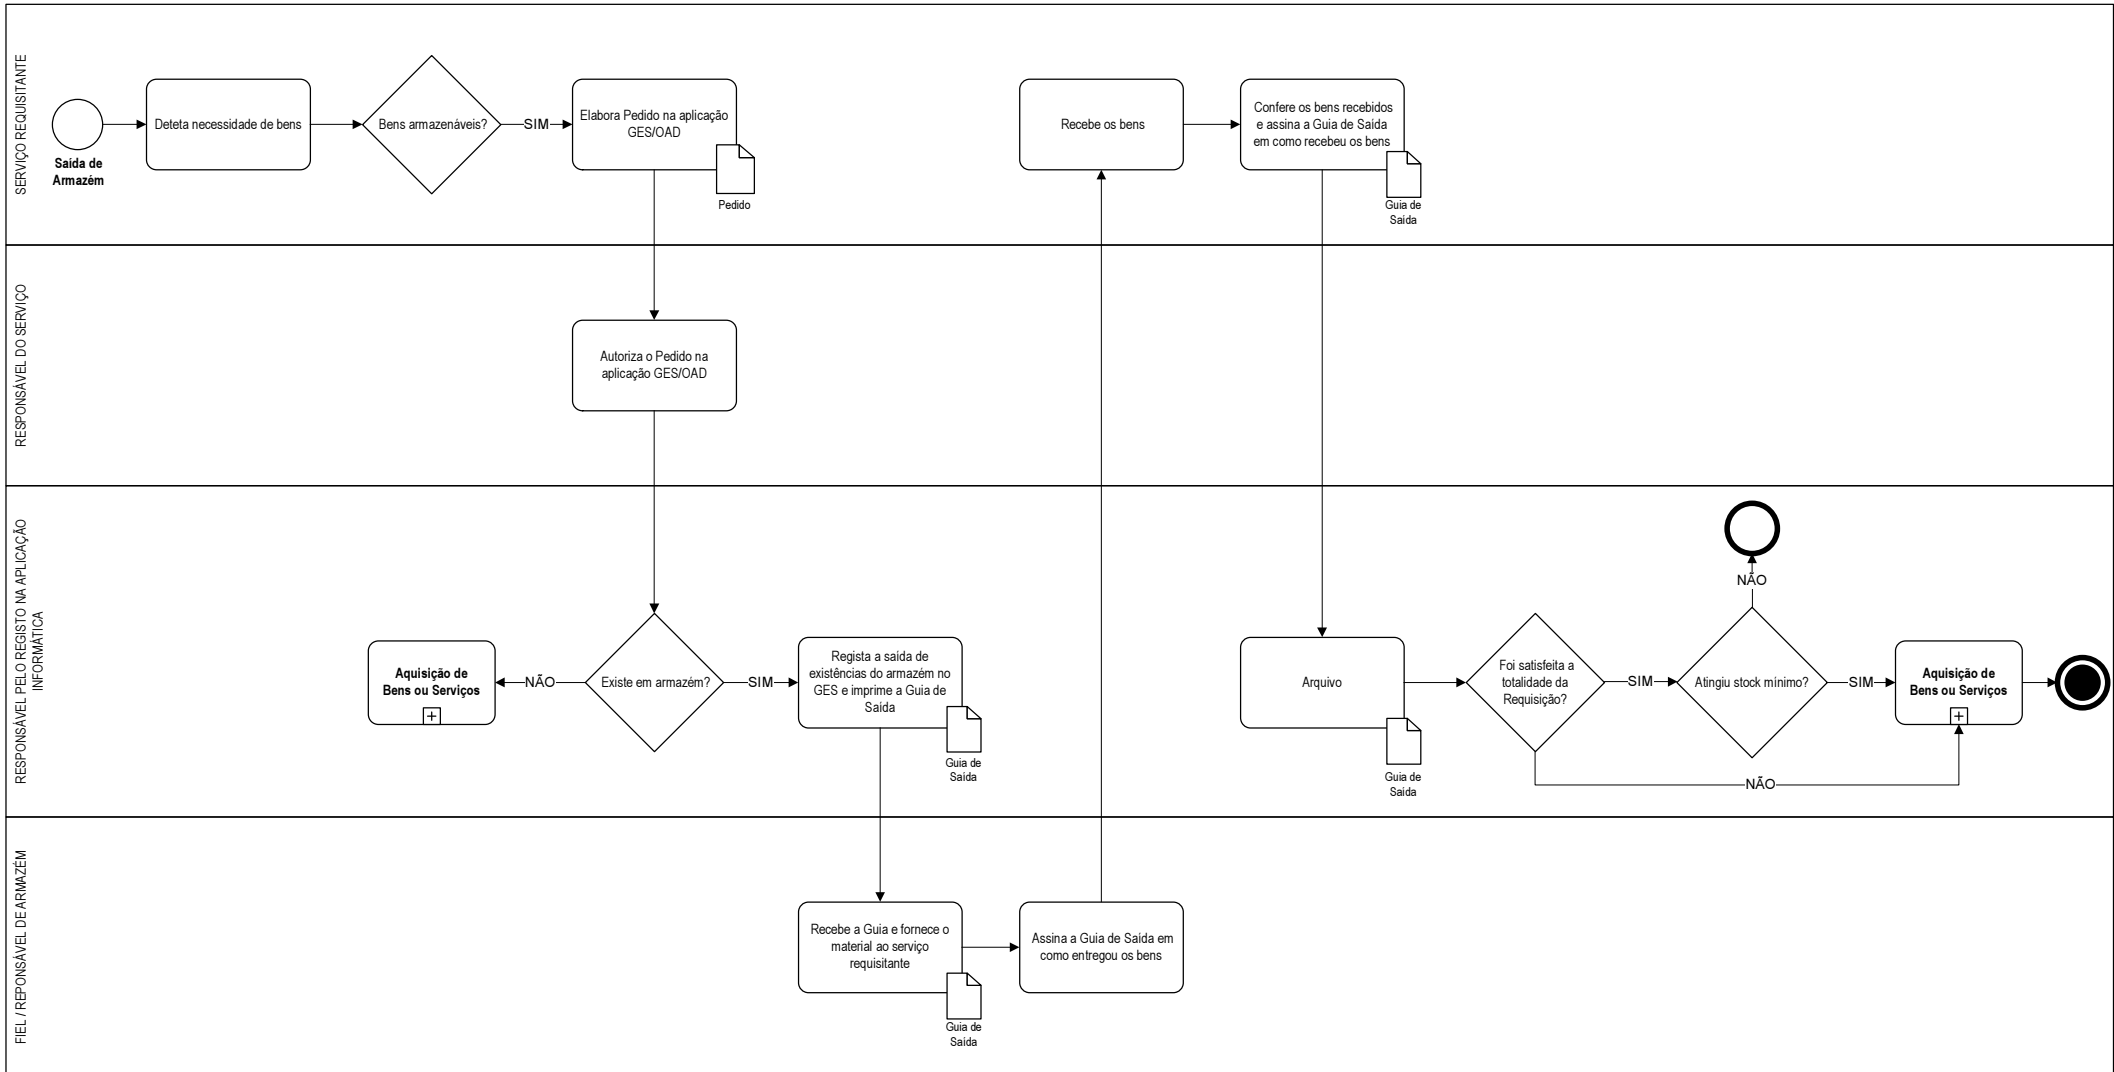 SERVIÇO REQUISITANTE
Saída de
Armazém
Deteta necessidade de bens
Bens armazenáveis?
SIM
Elabora Pedido na aplicação
GES/OAD
Pedido
Recebe os bens
Confere os bens recebidos
e assina a Guia de Saída
em como recebeu os bens
Guia de
Saída
RESPONSÁVEL DO SERVIÇO
Autoriza o Pedido na
aplicação GES/OAD
RESPONSÁVEL PELO REGISTO NA APLICAÇÃO
INFORMÁTICA
Aquisição de
Bens ou Serviços
NÃO
Existe em armazém?
SIM
Regista a saída de
existências do armazém no
GES e imprime a Guia de
Saída
Guia de
Saída
Arquivo
Guia de
Saída
Foi satisfeita a
totalidade da
Requisição?
SIM
NÃO
Atingiu stock mínimo?
NÃO
SIM
Aquisição de
Bens ou Serviços
FIEL / REPONSÁVEL DE ARMAZÉM
Recebe a Guia e fornece o
material ao serviço
requisitante
Guia de
Saída
Assina a Guia de Saída em
como entregou os bens